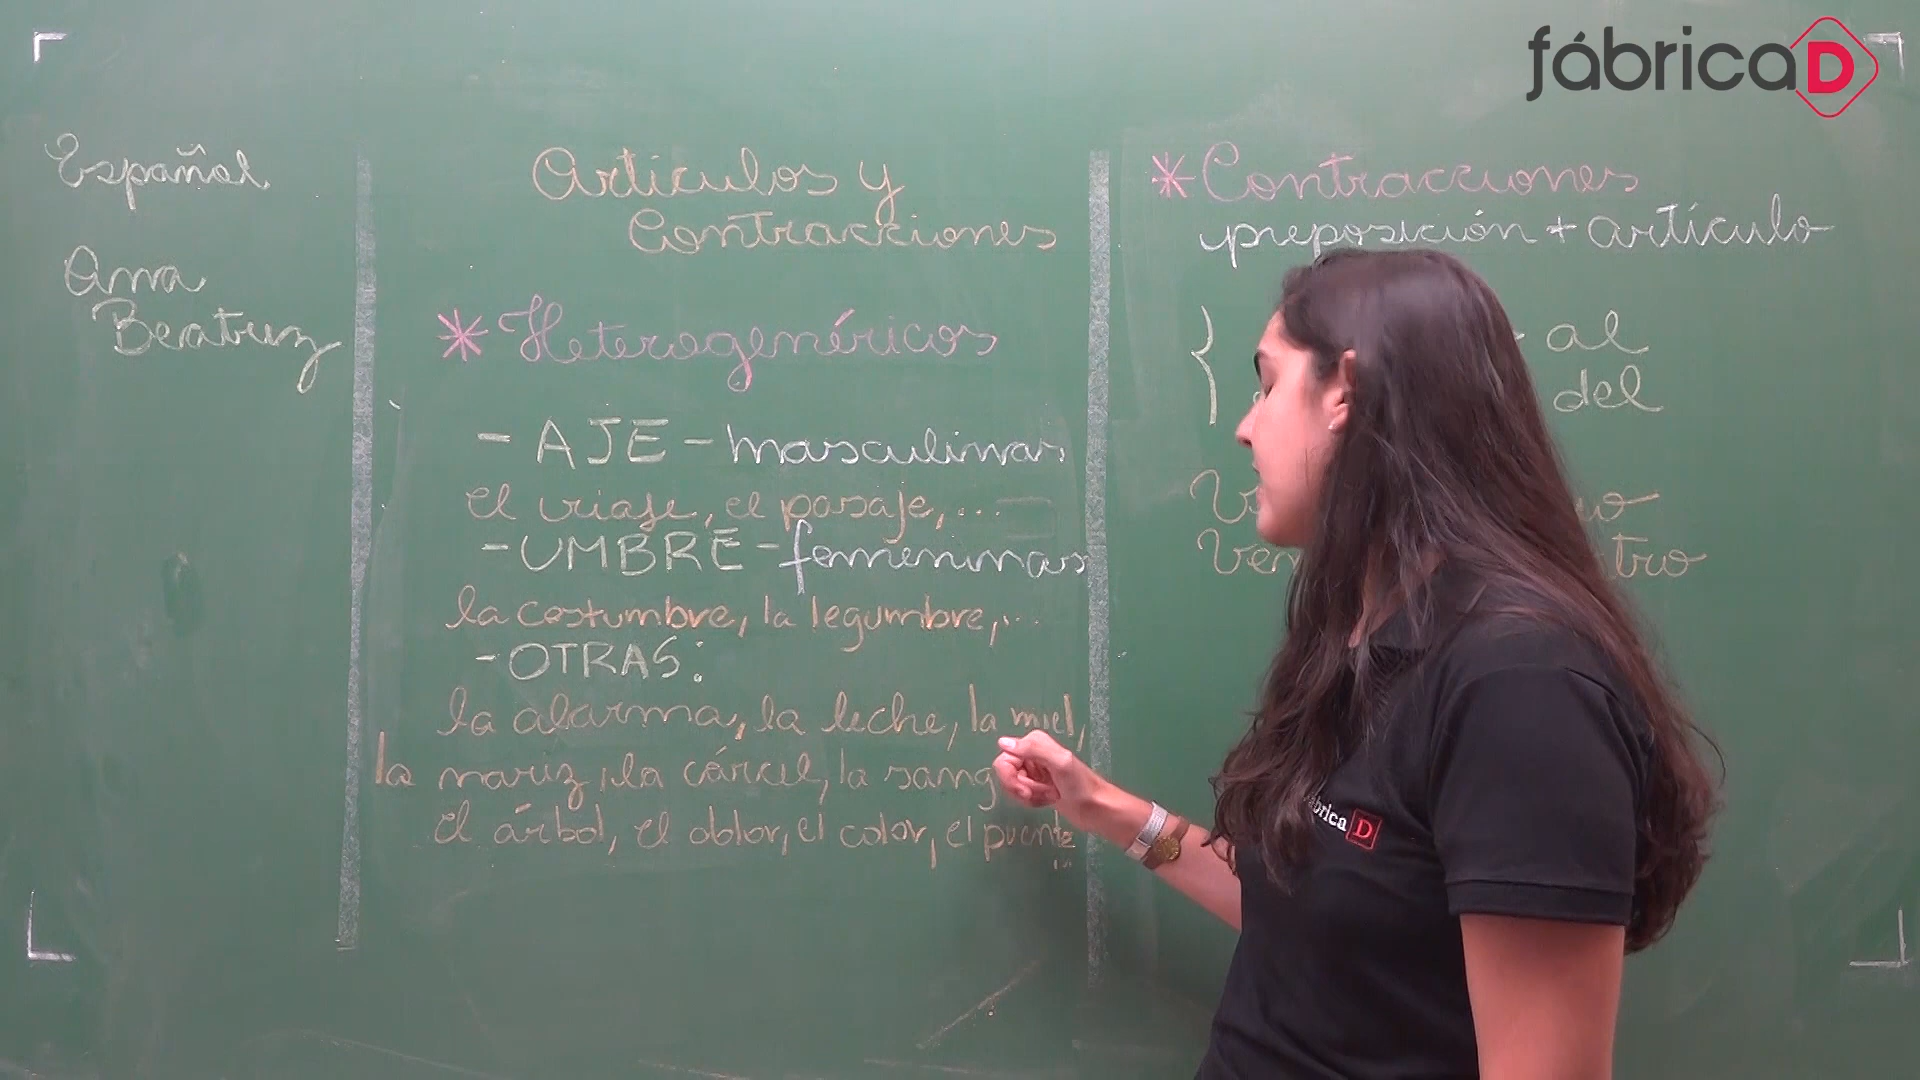 fábricaD
Español
Ana
Beatriz
Artículos y
Contracciones
* Heterogenéricos
- AJE - masculinas
el viaje, el pasaje, ...
- UMBRE - femeninas
la costumbre, la legumbre, ...
- OTRAS:
la alarma, la leche, la miel,
la nariz, la cárcel, la sang
el árbol, el dolor, el color, el puente
...
* Contracciones
preposición + artículo
al
del
fábrica D